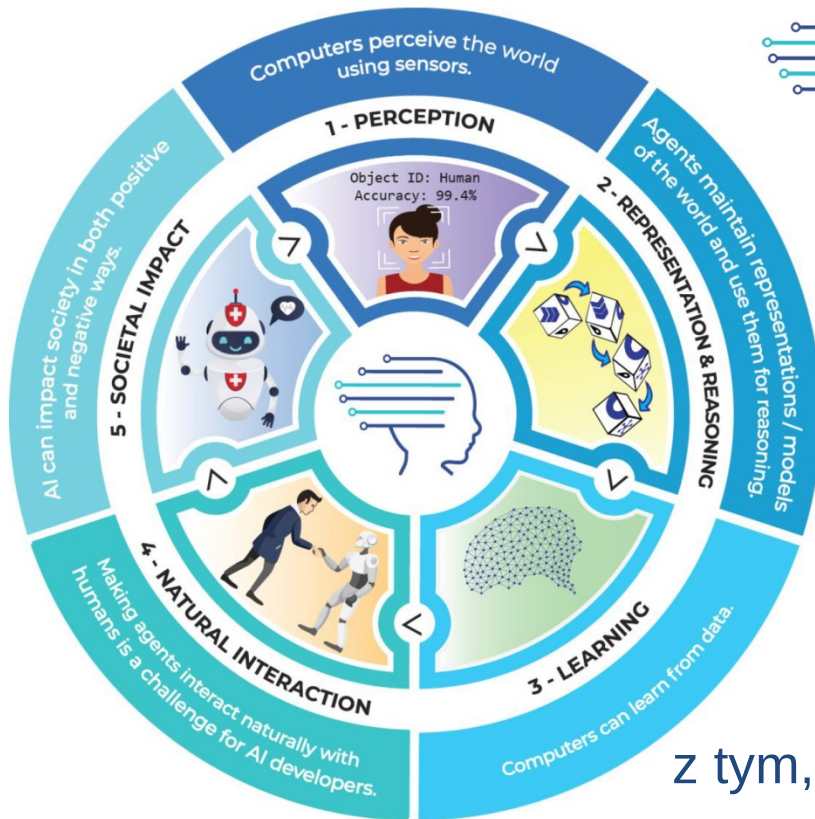 Computers perceive the world
using sensors.
1 - PERCEPTION
Object ID: Human
Accuracy: 99.4%
Agents maintain representations / models
of the world and use them for reasoning.
2 - REPRESENTATION & REASONING
3 - LEARNING
Computers can learn from data.
4 - NATURAL INTERACTION
Making agents interact naturally with
humans is a challenge for AI developers.
5 - SOCIETAL IMPACT
AI can impact society in both positive
and negative ways.
z tym,